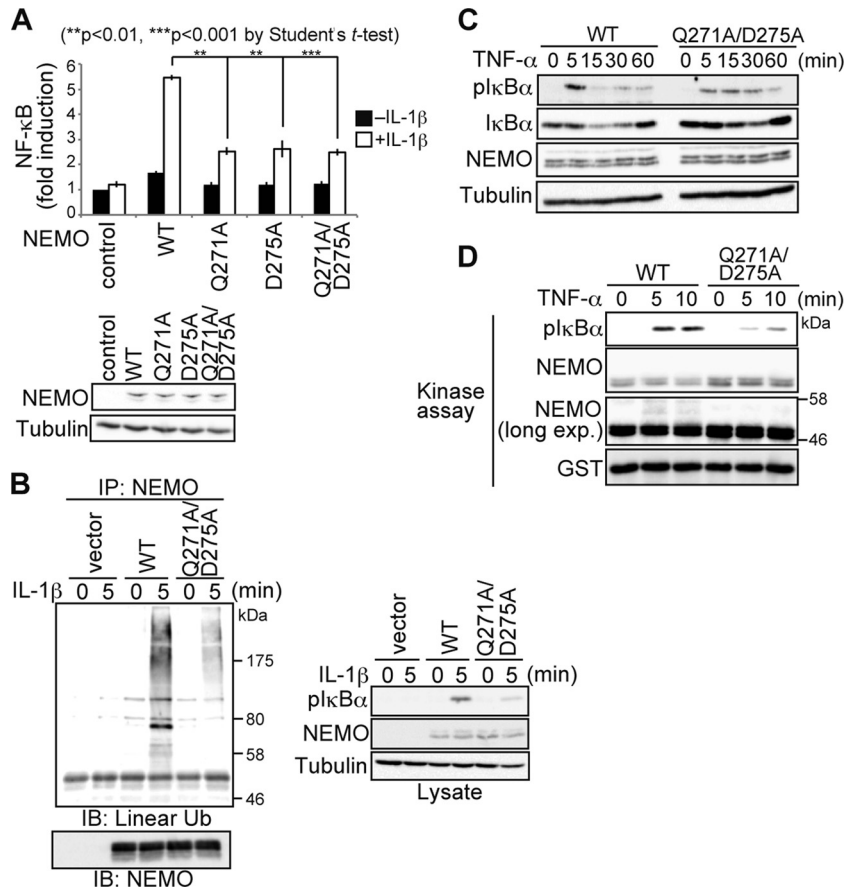 A
(**p<0.01, ***p<0.001 by Student's t-test)
** ** ***
NF-κB
(fold induction)
6
5
4
3
2
1
0
–IL-1β
+IL-1β
NEMO
control
WT
Q271A
D275A
Q271A/
D275A
control
WT
Q271A
D275A
Q271A/
D275A
NEMO
Tubulin
B
IP: NEMO
vector
WT
Q271A/
D275A
IL-1β 0 5 0 5 0 5 (min)
kDa
175
80
58
46
IB: Linear Ub
IB: NEMO
vector
WT
Q271A/
D275A
IL-1β 0 5 0 5 0 5 (min)
pIκBα
NEMO
Tubulin
Lysate
C
WT Q271A/D275A
TNF-α 0 5 15 30 60 0 5 15 30 60 (min)
pIκBα
IκBα
NEMO
Tubulin
D
WT
Q271A/
D275A
TNF-α 0 5 10 0 5 10 (min)
pIκBα
kDa
NEMO
Kinase
assay
NEMO
(long exp.)
58
46
GST